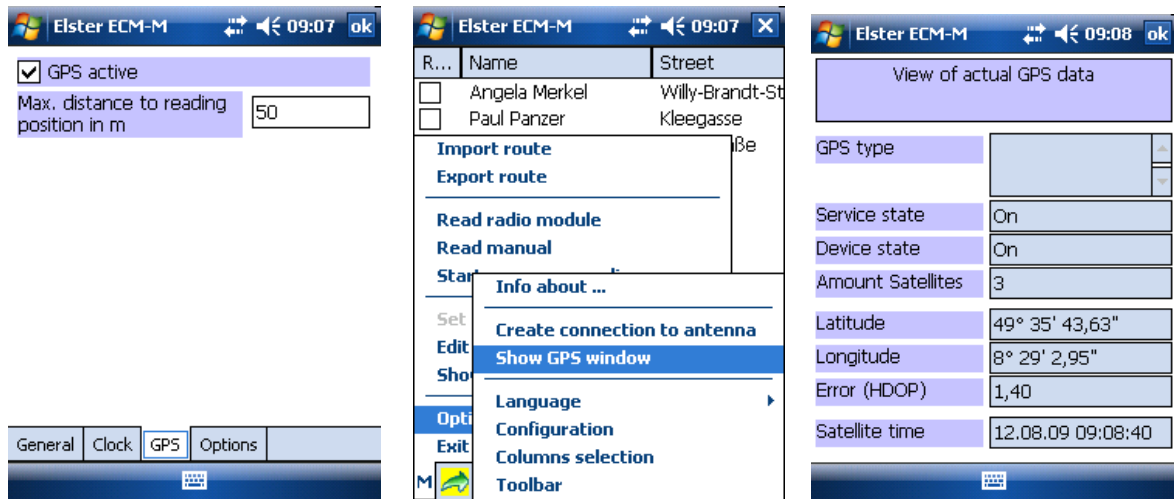 Elster ECM-M 09:07 ok
GPS active
Max. distance to reading
position in m
50
General Clock GPS Options
Elster ECM-M 09:07 X
R... Name Street
Angela Merkel Willy-Brandt-St
Paul Panzer Kleegasse
ße
Import route
Export route
Read radio module
Read manual
Star
Set
Edit
Sho
Opti
Exit
M
Info about ...
Create connection to antenna
Show GPS window
Language
Configuration
Columns selection
Toolbar
Elster ECM-M 09:08 ok
View of actual GPS data
GPS type
Service state On
Device state On
Amount Satellites 3
Latitude 49° 35' 43,63"
Longitude 8° 29' 2,95"
Error (HDOP) 1,40
Satellite time 12.08.09 09:08:40